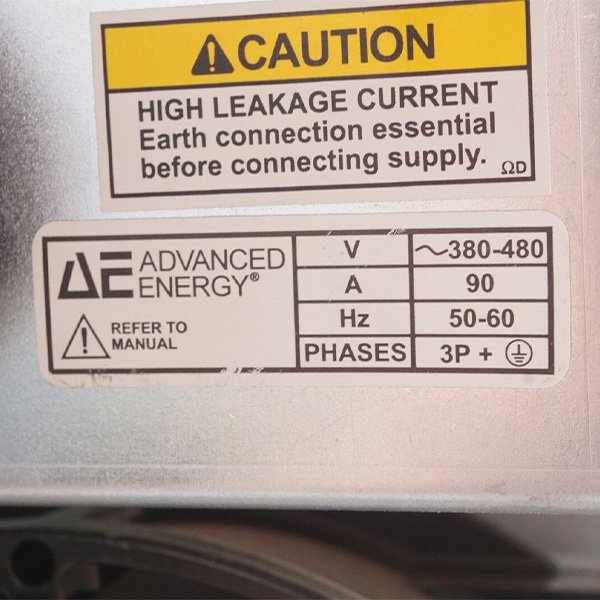 CAUTION
HIGH LEAKAGE CURRENT
Earth connection essential
before connecting supply.
ΩD
AE ADVANCED
ENERGY®
REFER TO
MANUAL
V ~380-480
A 90
Hz 50-60
PHASES 3P +